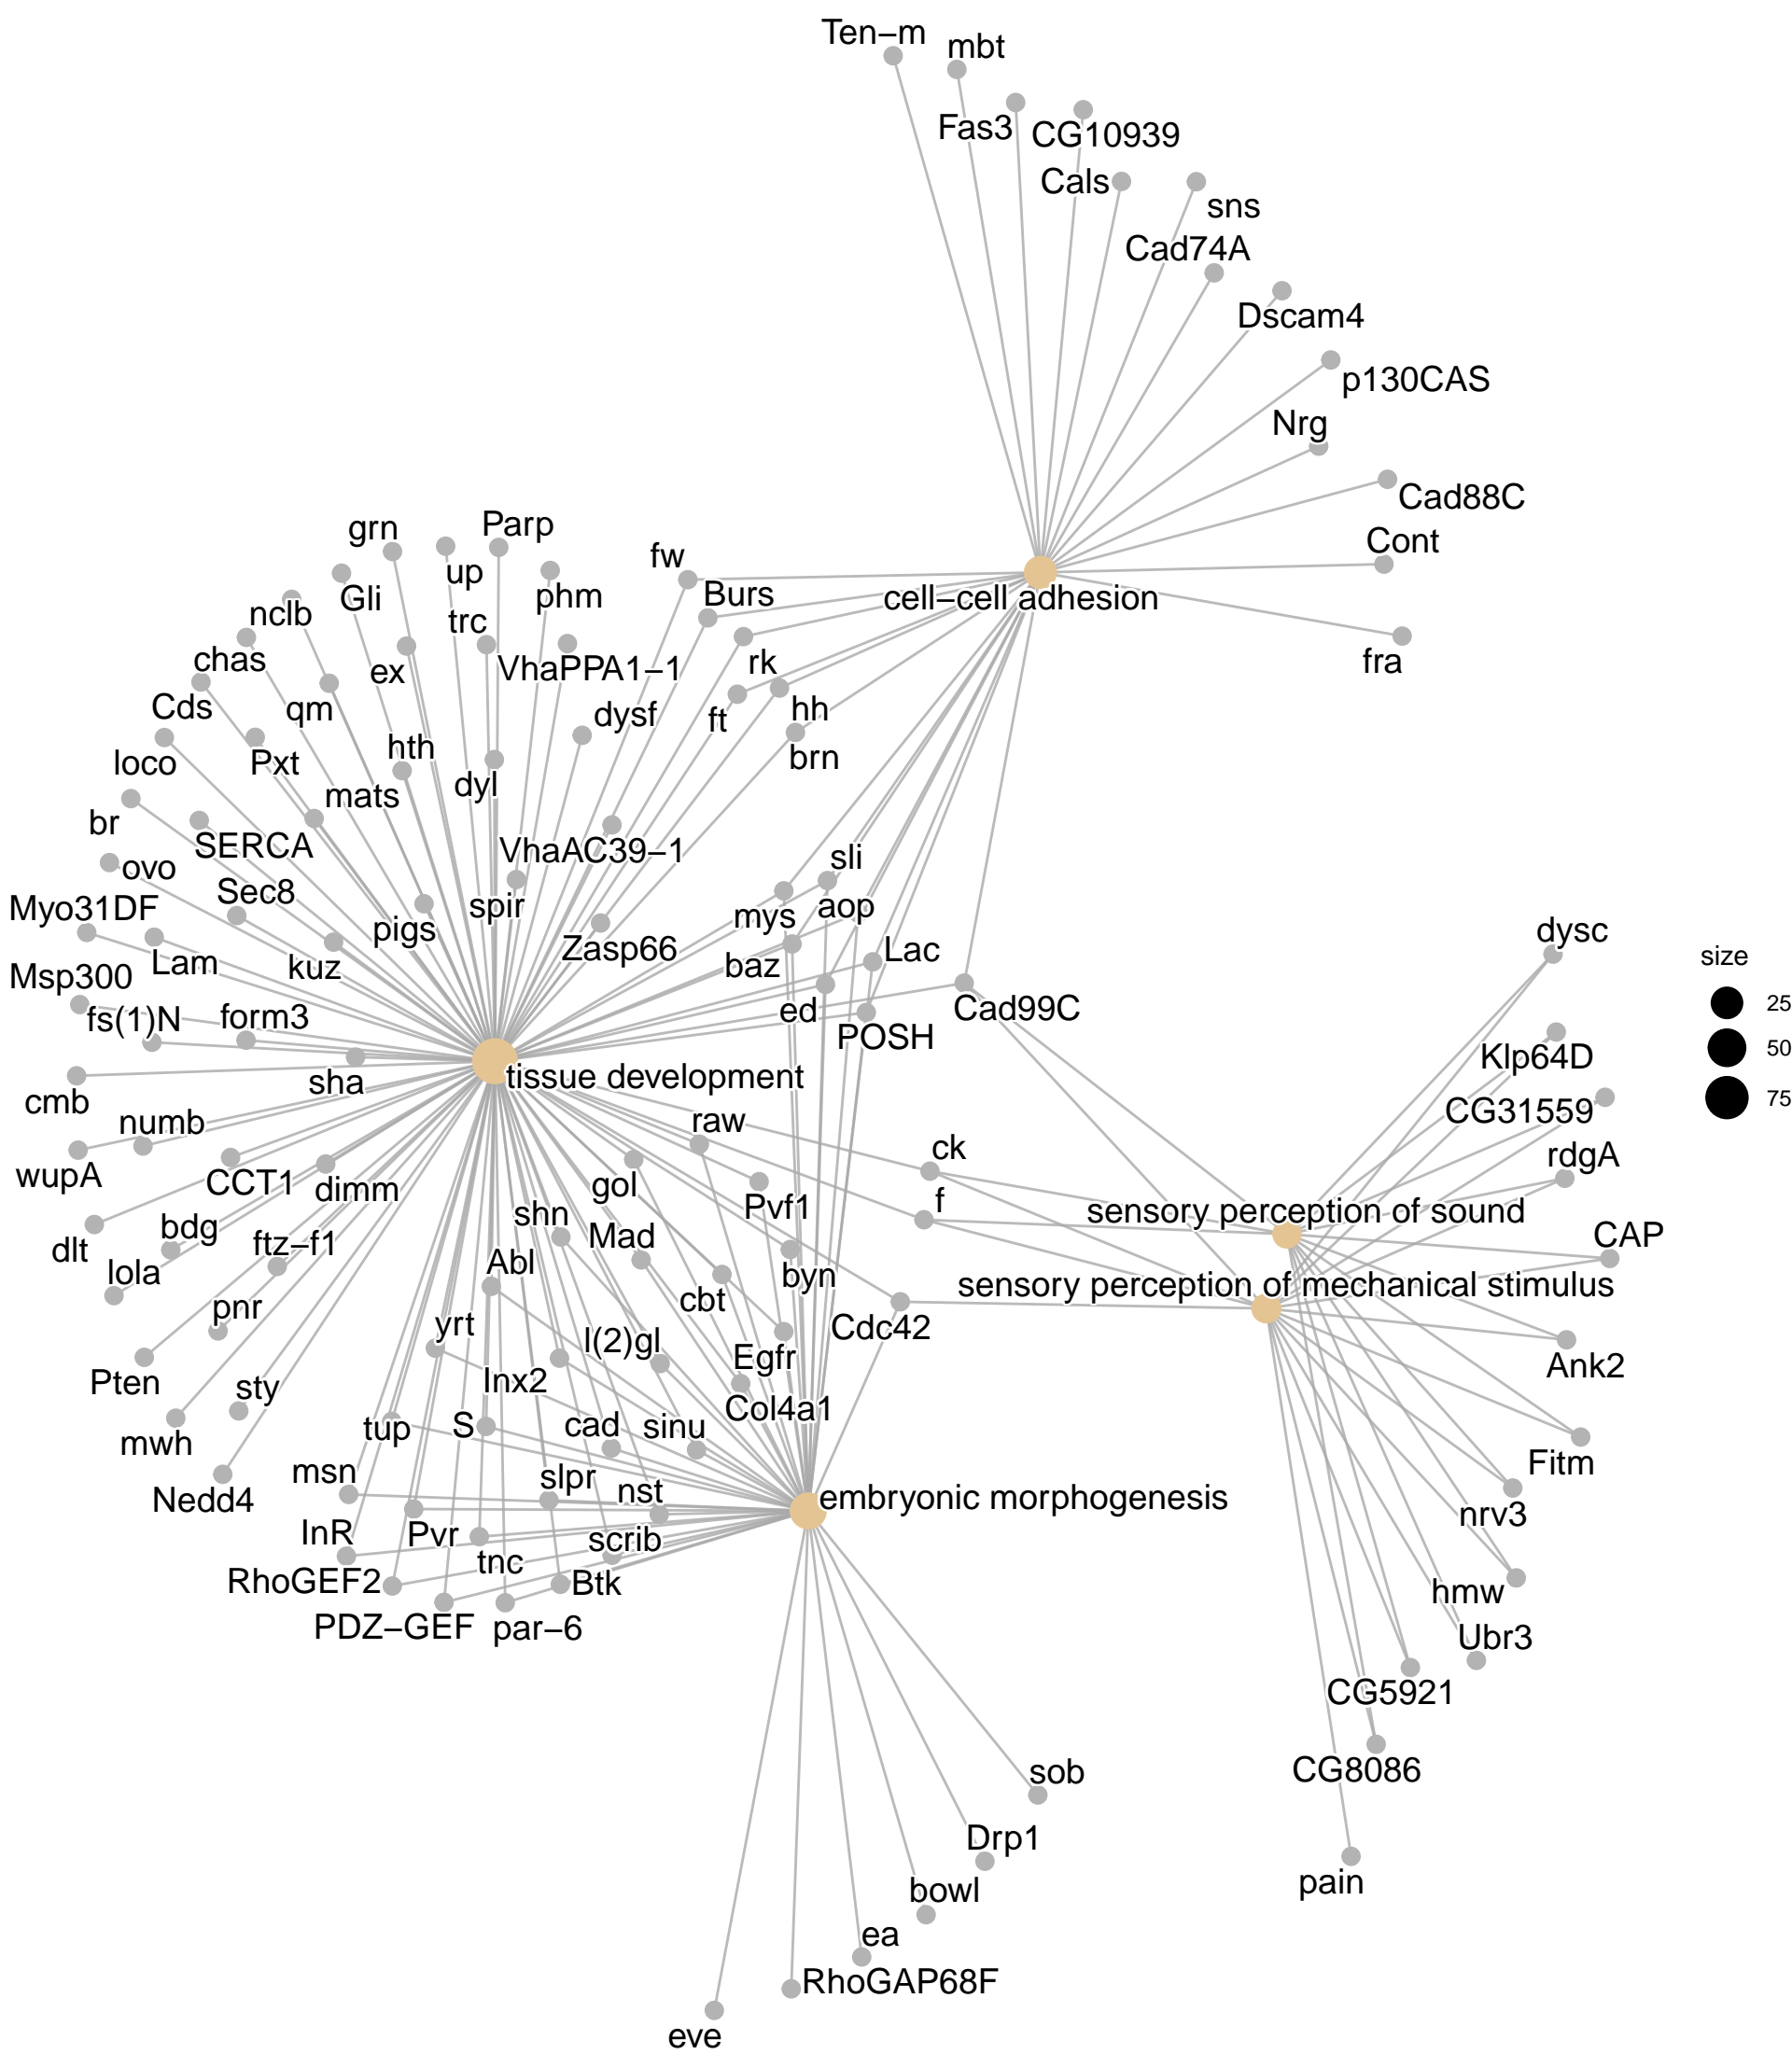 Ten−m
mbt
Fas3
CG10939
Cals
sns
Cad74A
Dscam4
p130CAS
Nrg
Cad88C
Cont
cell−cell adhesion
fra
grn
Parp
up
phm
fw
Burs
Gli
nclb
trc
chas
ex
VhaPPA1−1
rk
Cds
qm
dysf
ft
hh
loco
Pxt
hth
brn
dyl
mats
br
SERCA
VhaAC39−1
sli
ovo
Sec8
Myo31DF
spir
mys
aop
pigs
dysc
Lam
kuz
Zasp66
baz
Lac
size
Msp300
25
fs(1)N
form3
ed
Cad99C
POSH
50
Klp64D
sha
tissue development
cmb
75
numb
raw
CG31559
wupA
CCT1
dimm
gol
ck
rdgA
Pvf1
f
sensory perception of sound
bdg
shn
Mad
CAP
dlt
ftz−f1
lola
Abl
byn
sensory perception of mechanical stimulus
pnr
cbt
yrt
l(2)gl
Cdc42
Egfr
Ank2
Pten
sty
Inx2
Col4a1
mwh
tup
S
cad
sinu
Fitm
msn
slpr
nst
Nedd4
embryonic morphogenesis
nrv3
InR
Pvr
scrib
tnc
RhoGEF2
Btk
hmw
PDZ−GEF
par−6
Ubr3
CG5921
CG8086
sob
Drp1
pain
bowl
ea
RhoGAP68F
eve